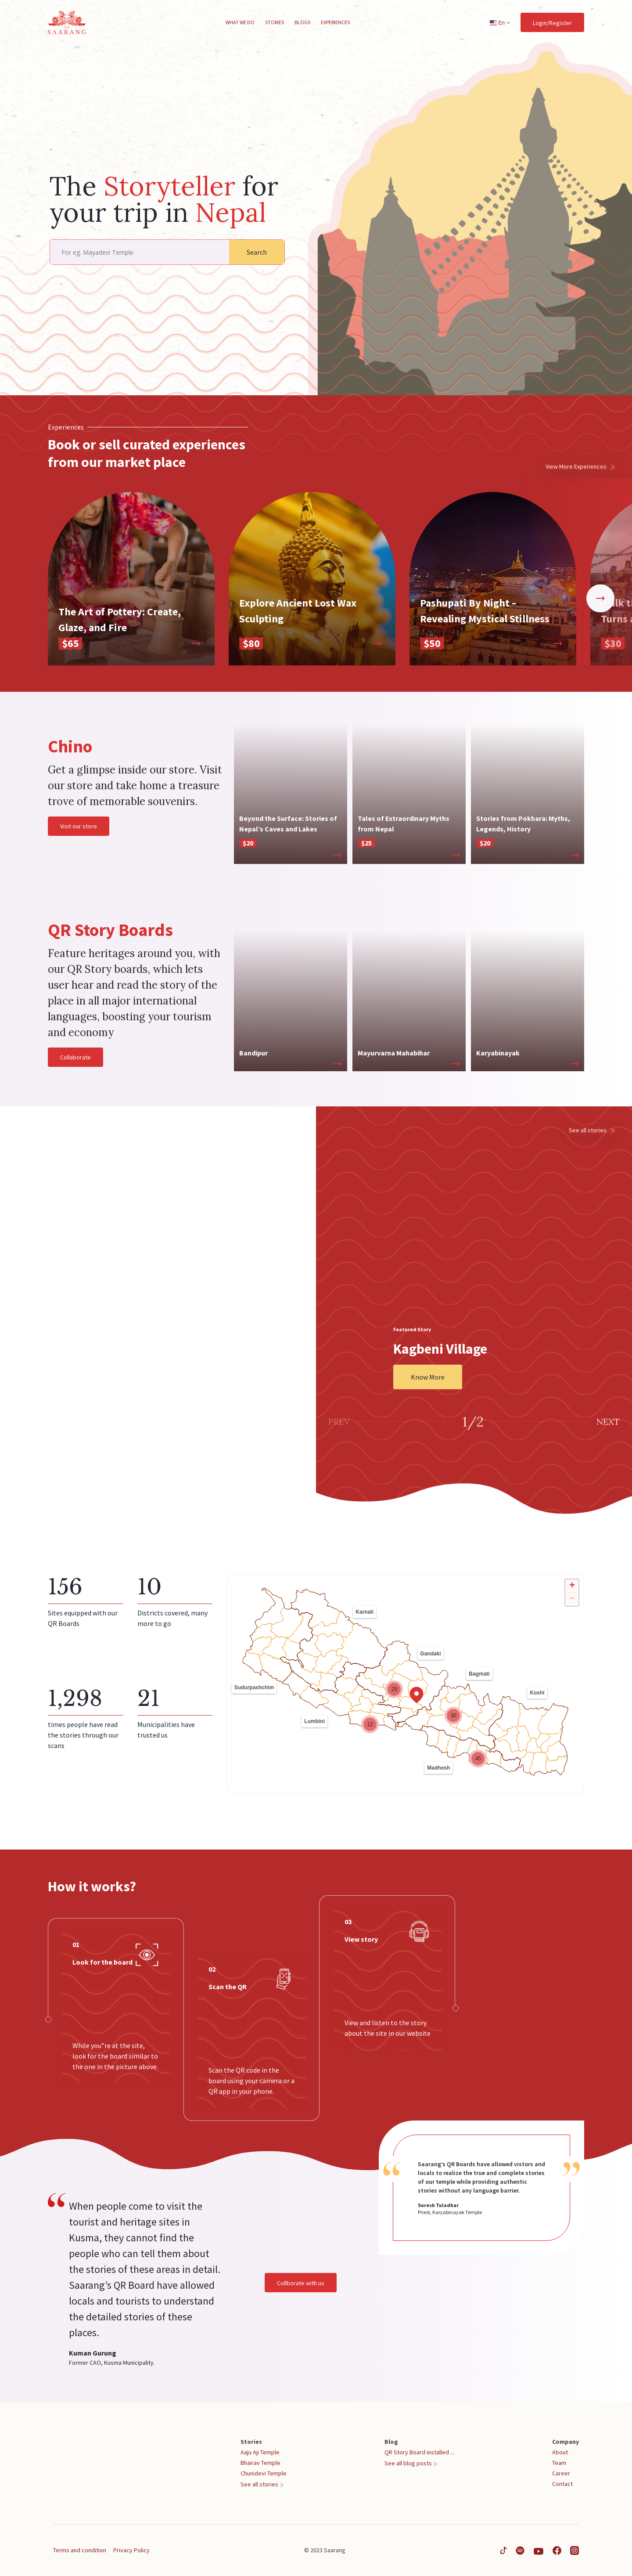 SAARANG
WHAT WE DO
STORIES
BLOGS
EXPERIENCES
En
Login/Register
The Storyteller for
your trip in Nepal
For eg. Mayadevi Temple
Search
Experiences
Book or sell curated experiences
from our market place
View More Experiences
The Art of Pottery: Create,
Glaze, and Fire
$65
Explore Ancient Lost Wax
Sculpting
$80
Pashupati By Night –
Revealing Mystical Stillness
$50
Turns
$30
Chino
Get a glimpse inside our store. Visit
our store and take home a treasure
trove of memorable souvenirs.
Visit our store
Beyond the Surface: Stories of
Nepal's Caves and Lakes
$20
Tales of Extraordinary Myths
from Nepal
$25
Stories from Pokhara: Myths,
Legends, History
$20
QR Story Boards
Feature heritages around you, with
our QR Story boards, which lets
user hear and read the story of the
place in all major international
languages, boosting your tourism
and economy
Collaborate
Bandipur
Mayurvarna Mahabihar
Karyabinayak
See all stories
Featured Story
Kagbeni Village
Know More
PREV
1/2
NEXT
156
Sites equipped with our
QR Boards
10
Districts covered, many
more to go
1,298
times people have read
the stories through our
scans
21
Municipalities have
trusted us
+
−
Karnali
Gandaki
Bagmati
Sudurpashchim
Koshi
29
Lumbini
12
30
45
Madhesh
How it works?
01
Look for the board
While you"re at the site,
look for the board similar to
the one in the picture above.
02
Scan the QR
Scan the QR code in the
board using your camera or a
QR app in your phone.
03
View story
View and listen to the story
about the site in our website
Saarang's QR Boards have allowed vistors and
locals to realize the true and complete stories
of our temple while providing authentic
stories without any language barrier.
Suresh Tuladhar
Priest, Karyabinayak Temple
When people come to visit the
tourist and heritage sites in
Kusma, they cannot find the
people who can tell them about
the stories of these areas in detail.
Saarang's QR Board have allowed
locals and tourists to understand
the detailed stories of these
places.
Kuman Gurung
Former CAO, Kusma Municipality.
Collborate with us
Stories
Aaju Aji Temple
Bhairav Temple
Chunidevi Temple
See all stories
Blog
QR Story Board installed ...
See all blog posts
Company
About
Team
Career
Contact
Terms and condition
Privacy Policy
© 2023 Saarang